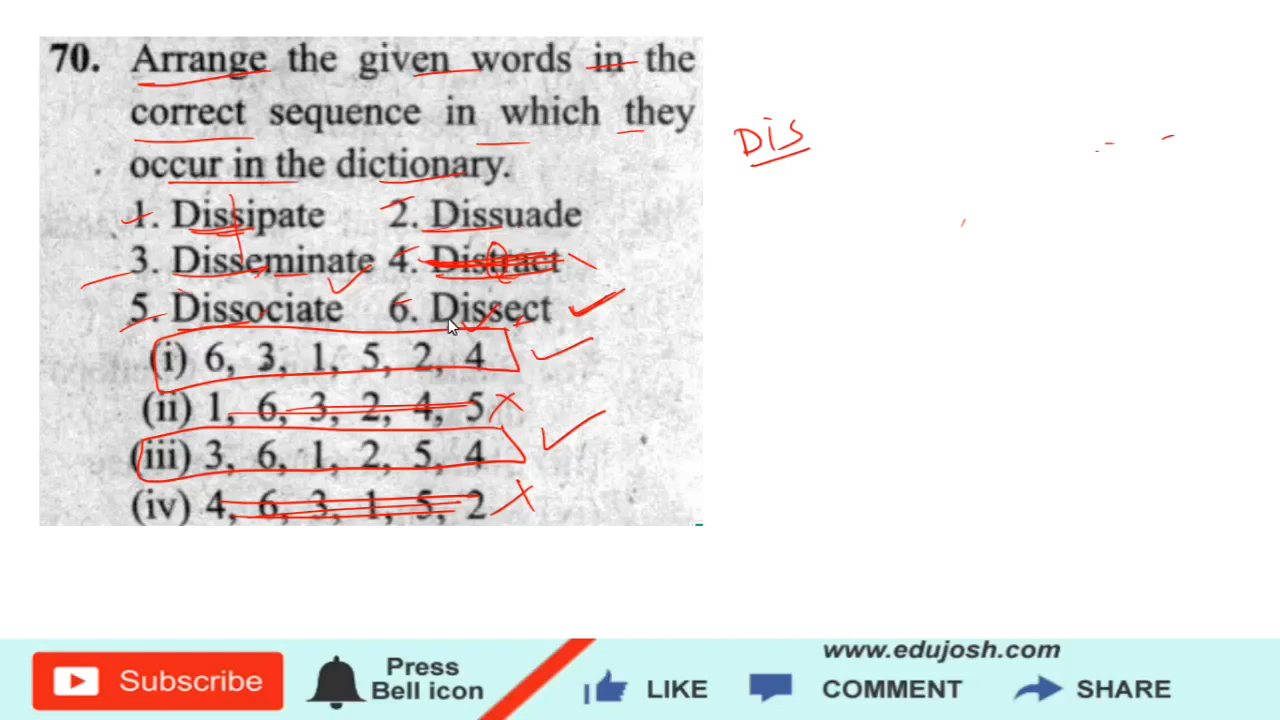 70. Arrange the given words in the
correct sequence in which they
occur in the dictionary.
1. Dissipate 2. Dissuade
3. Disseminate 4. Distract
5. Dissociate 6. Dissect
(i) 6, 3, 1, 5, 2, 4
(ii) 1, 6, 3, 2, 4, 5
(iii) 3, 6, 1, 2, 5, 4
(iv) 4, 6, 3, 1, 5, 2
Dis
Subscribe
Press
Bell icon
LIKE
www.edujosh.com
COMMENT
SHARE